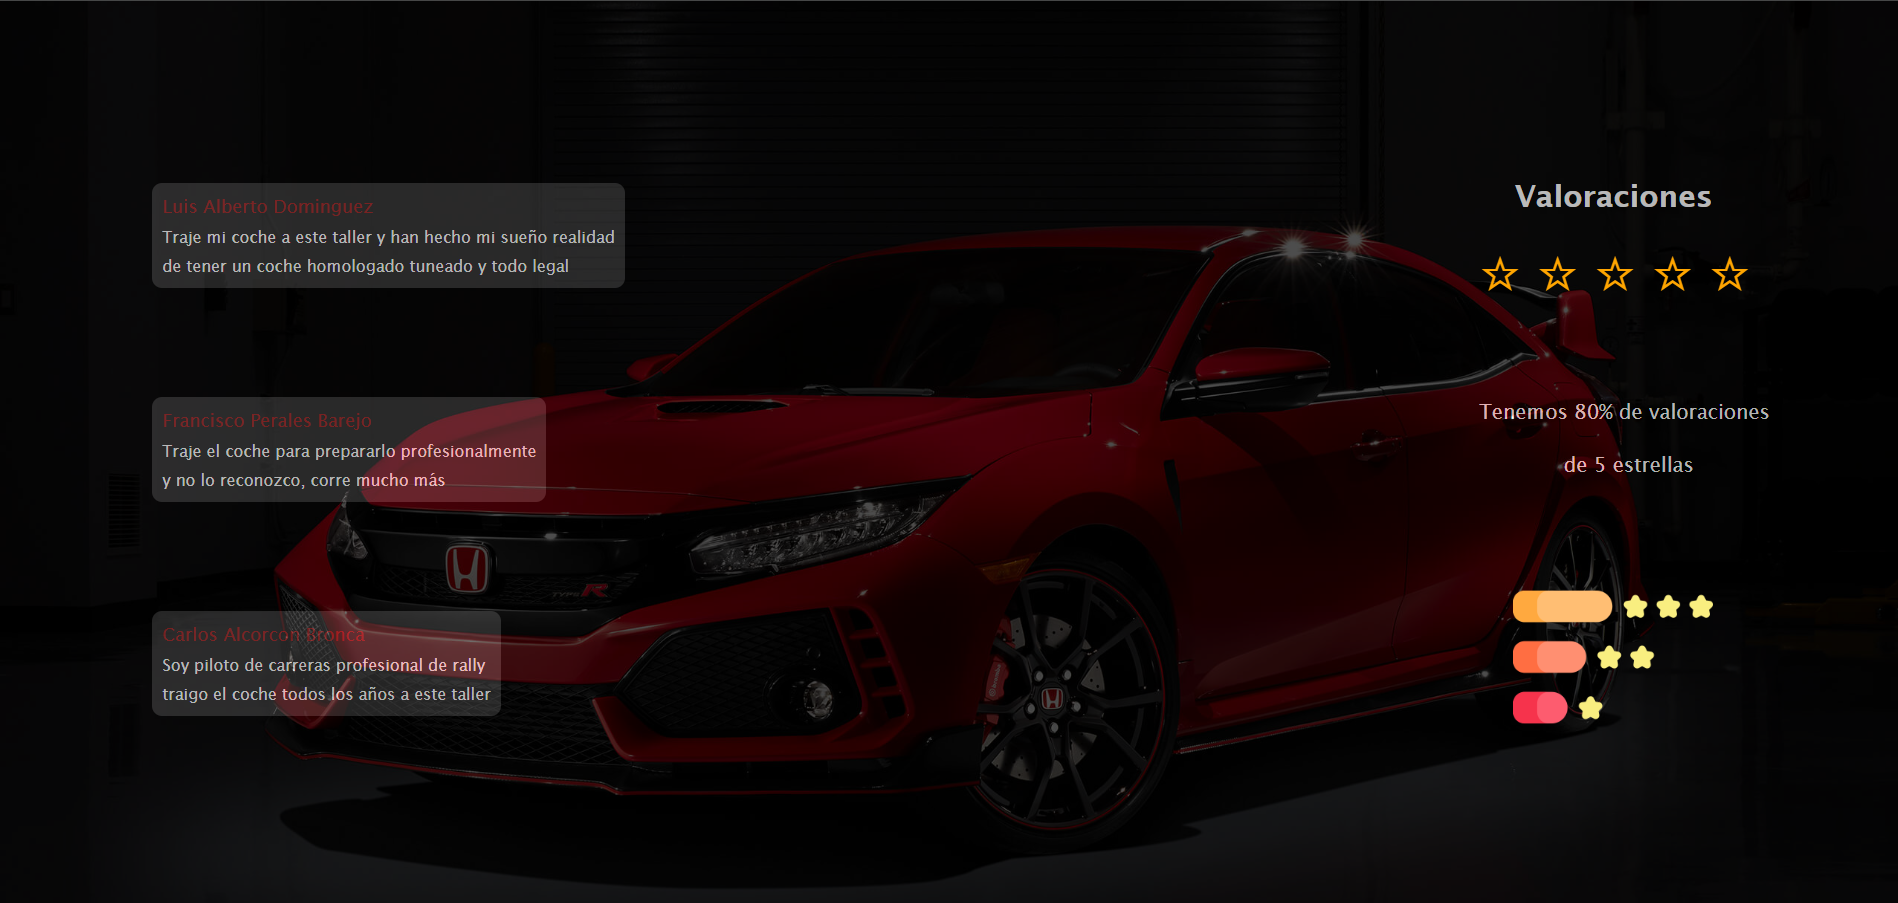 Luis Alberto Dominguez
Traje mi coche a este taller y han hecho mi sueño realidad
de tener un coche homologado tuneado y todo legal
Francisco Perales Barejo
Traje el coche para prepararlo profesionalmente
y no lo reconozco, corre mucho más
Carlos Alcorcon Bronca
Soy piloto de carreras profesional de rally
traigo el coche todos los años a este taller
Valoraciones
Tenemos 80% de valoraciones
de 5 estrellas
TYPE R